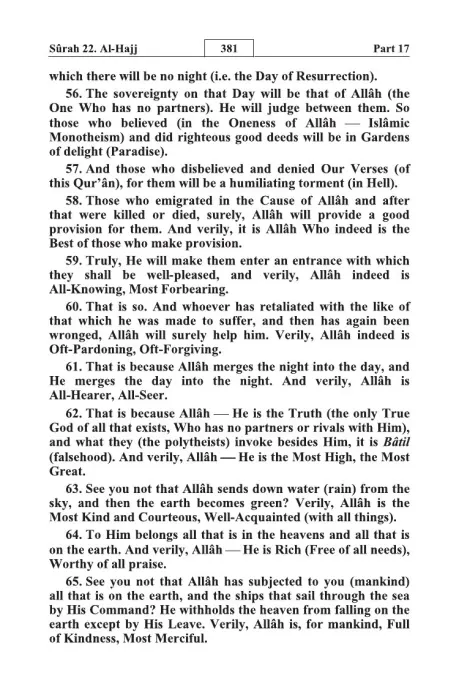 Sûrah 22. Al-Hajj 381 Part 17
which there will be no night (i.e. the Day of Resurrection).
56. The sovereignty on that Day will be that of Allâh (the
One Who has no partners). He will judge between them. So
those who believed (in the Oneness of Allâh — Islâmic
Monotheism) and did righteous good deeds will be in Gardens
of delight (Paradise).
57. And those who disbelieved and denied Our Verses (of
this Qur'ân), for them will be a humiliating torment (in Hell).
58. Those who emigrated in the Cause of Allâh and after
that were killed or died, surely, Allâh will provide a good
provision for them. And verily, it is Allâh Who indeed is the
Best of those who make provision.
59. Truly, He will make them enter an entrance with which
they shall be well-pleased, and verily, Allâh indeed is
All-Knowing, Most Forbearing.
60. That is so. And whoever has retaliated with the like of
that which he was made to suffer, and then has again been
wronged, Allâh will surely help him. Verily, Allâh indeed is
Oft-Pardoning, Oft-Forgiving.
61. That is because Allâh merges the night into the day, and
He merges the day into the night. And verily, Allâh is
All-Hearer, All-Seer.
62. That is because Allâh — He is the Truth (the only True
God of all that exists, Who has no partners or rivals with Him),
and what they (the polytheists) invoke besides Him, it is Bâtil
(falsehood). And verily, Allâh — He is the Most High, the Most
Great.
63. See you not that Allâh sends down water (rain) from the
sky, and then the earth becomes green? Verily, Allâh is the
Most Kind and Courteous, Well-Acquainted (with all things).
64. To Him belongs all that is in the heavens and all that is
on the earth. And verily, Allâh — He is Rich (Free of all needs),
Worthy of all praise.
65. See you not that Allâh has subjected to you (mankind)
all that is on the earth, and the ships that sail through the sea
by His Command? He withholds the heaven from falling on the
earth except by His Leave. Verily, Allâh is, for mankind, Full
of Kindness, Most Merciful.